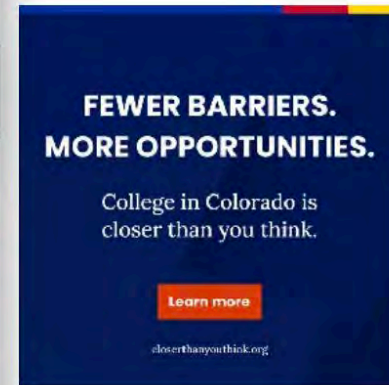 FEWER BARRIERS.
MORE OPPORTUNITIES.
College in Colorado is
closer than you think.
Learn more
closerthanyouthink.org